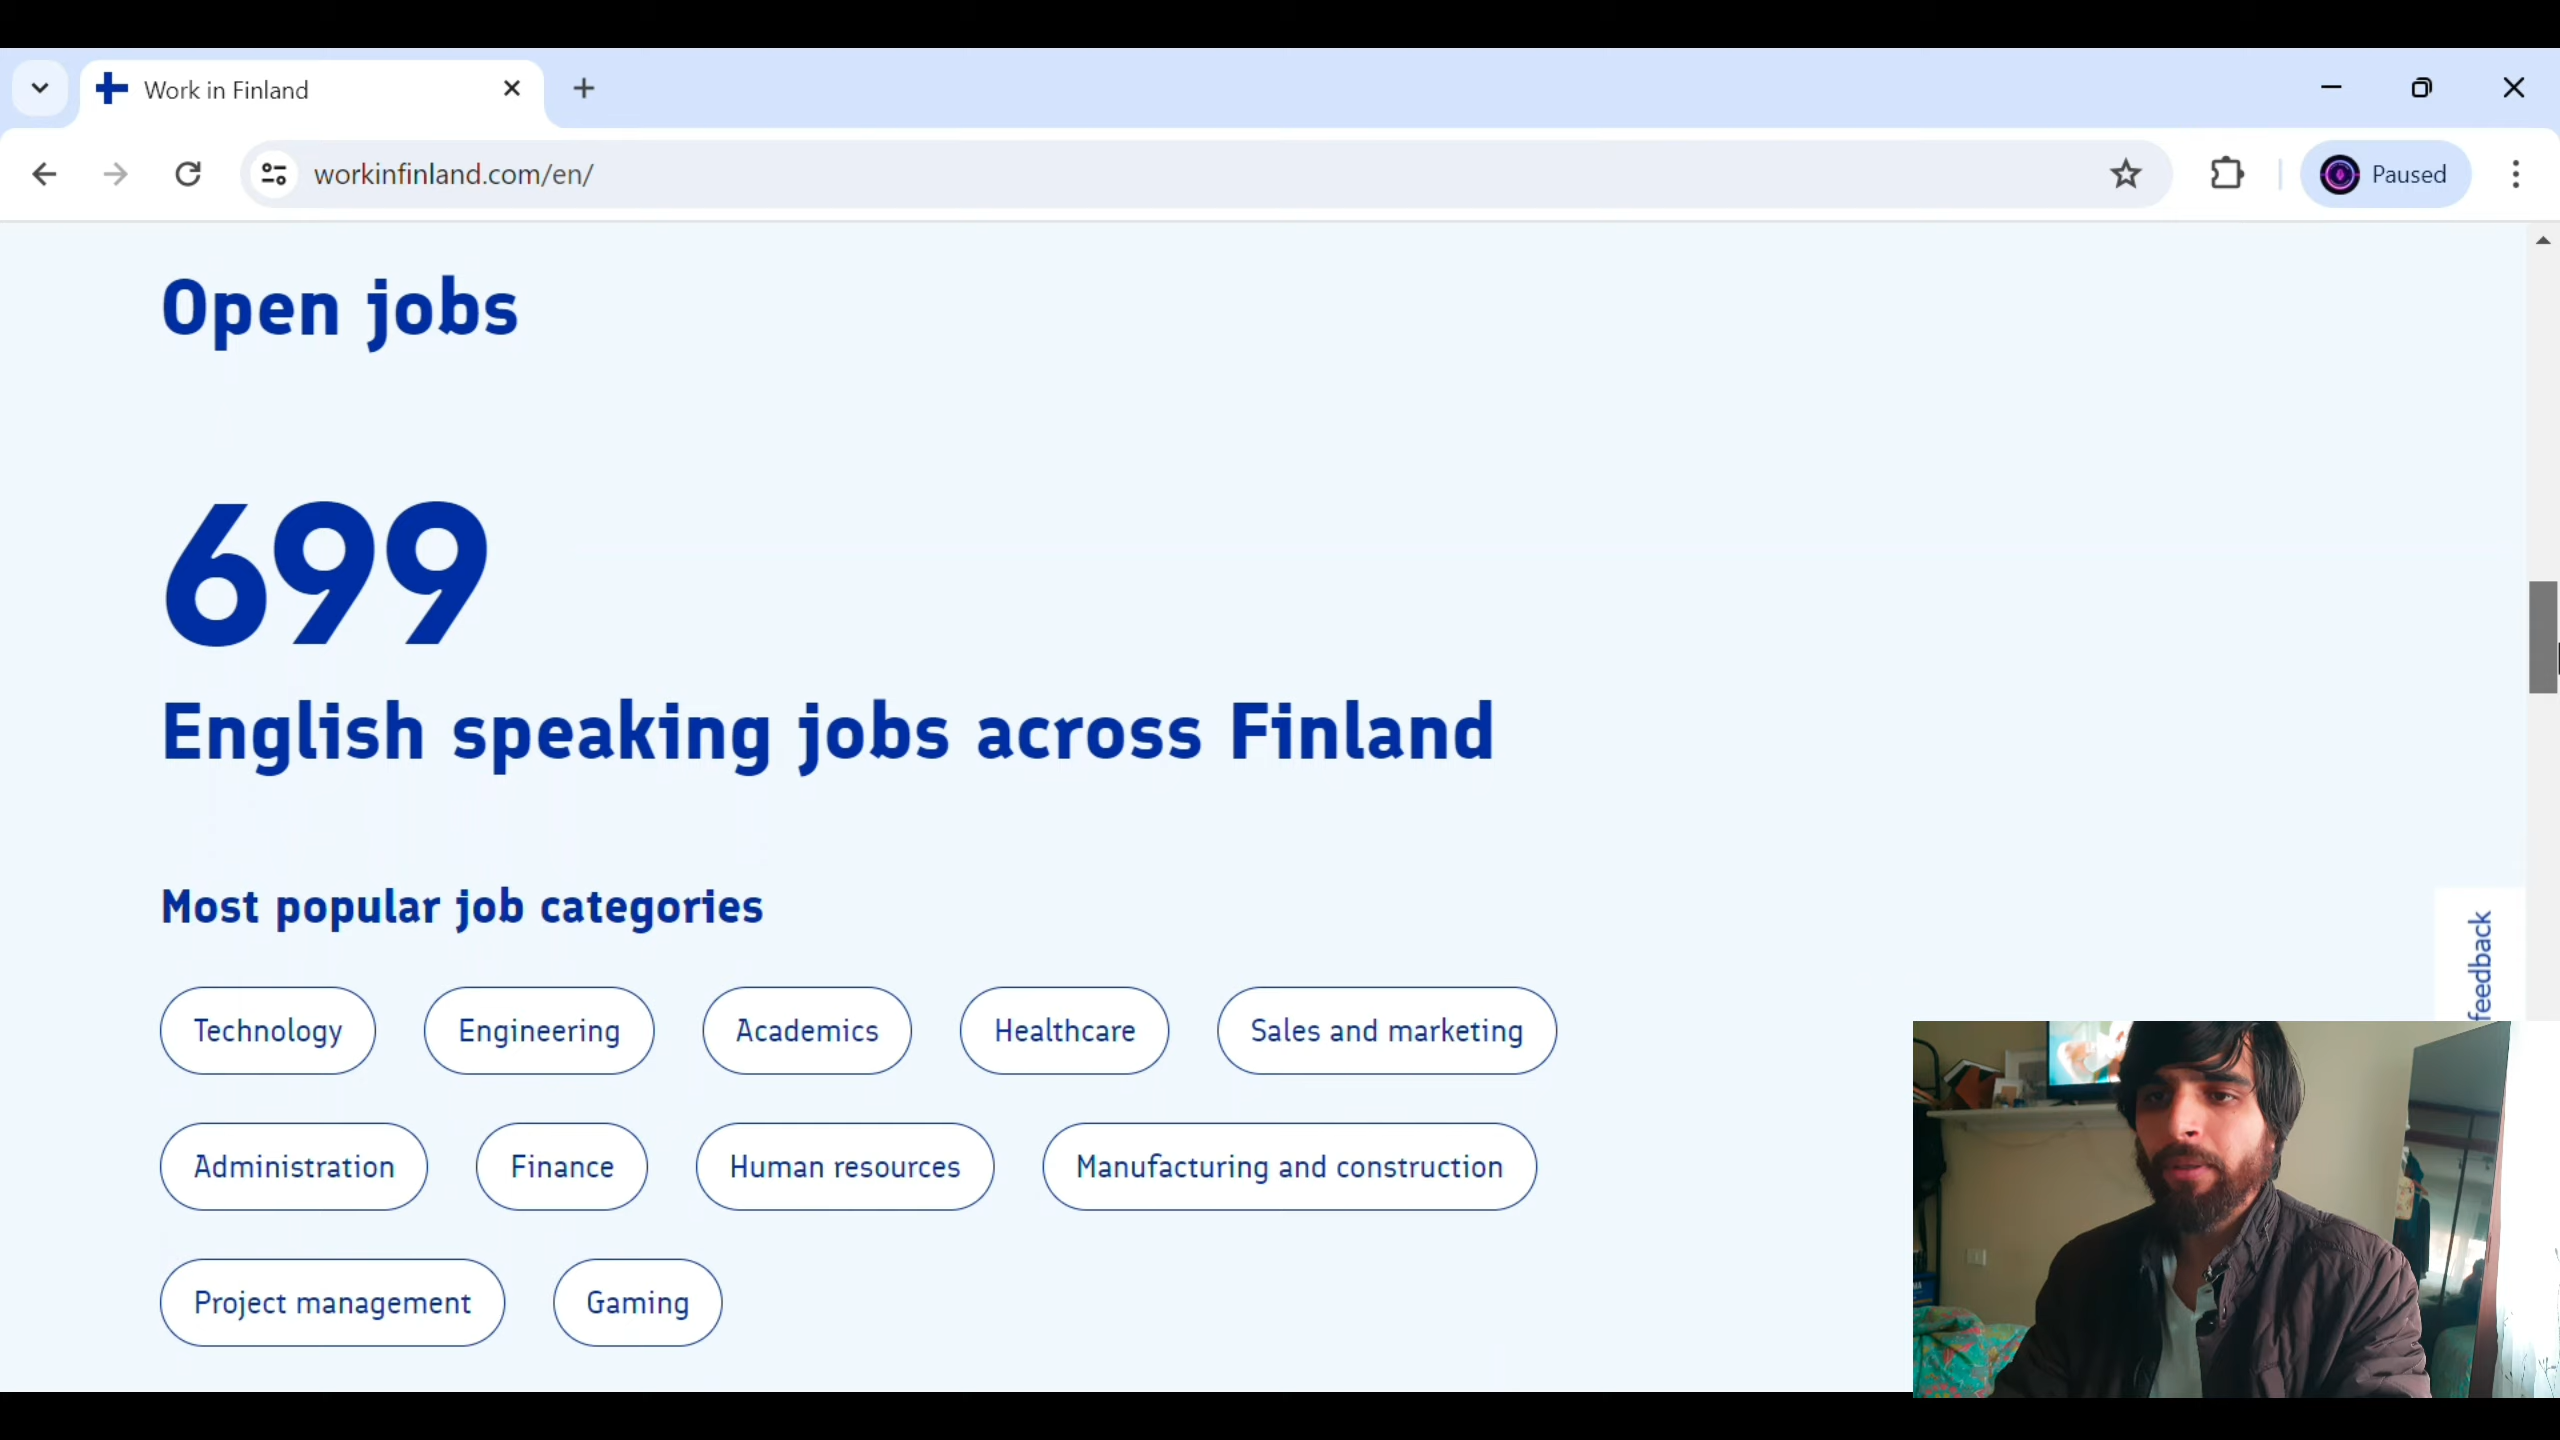 Work in Finland
workinfinland.com/en/
Paused
Open jobs
699
English speaking jobs across Finland
Most popular job categories
Technology
Engineering
Academics
Healthcare
Sales and marketing
Administration
Finance
Human resources
Manufacturing and construction
Project management
Gaming
feedback